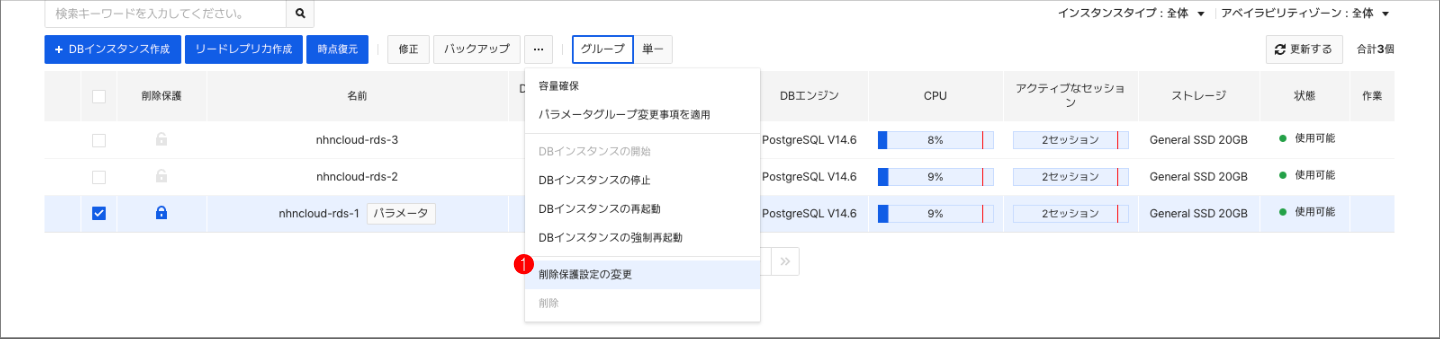 検索キーワードを入力してください。
インスタンスタイプ : 全体 ▼ | アベイラビリティゾーン : 全体 ▼
+ DBインスタンス作成 リードレプリカ作成 時点復元 修正 バックアップ ... グループ 単一 更新する 合計3個
削除保護 名前 D DBエンジン CPU アクティブなセッション ストレージ 状態 作業
nhncloud-rds-3 PostgreSQL V14.6 8% 2セッション General SSD 20GB 使用可能
nhncloud-rds-2 PostgreSQL V14.6 9% 2セッション General SSD 20GB 使用可能
nhncloud-rds-1 パラメータ PostgreSQL V14.6 9% 2セッション General SSD 20GB 使用可能
容量確保
パラメータグループ変更事項を適用
DBインスタンスの開始
DBインスタンスの停止
DBインスタンスの再起動
DBインスタンスの強制再起動
1 削除保護設定の変更
削除
»